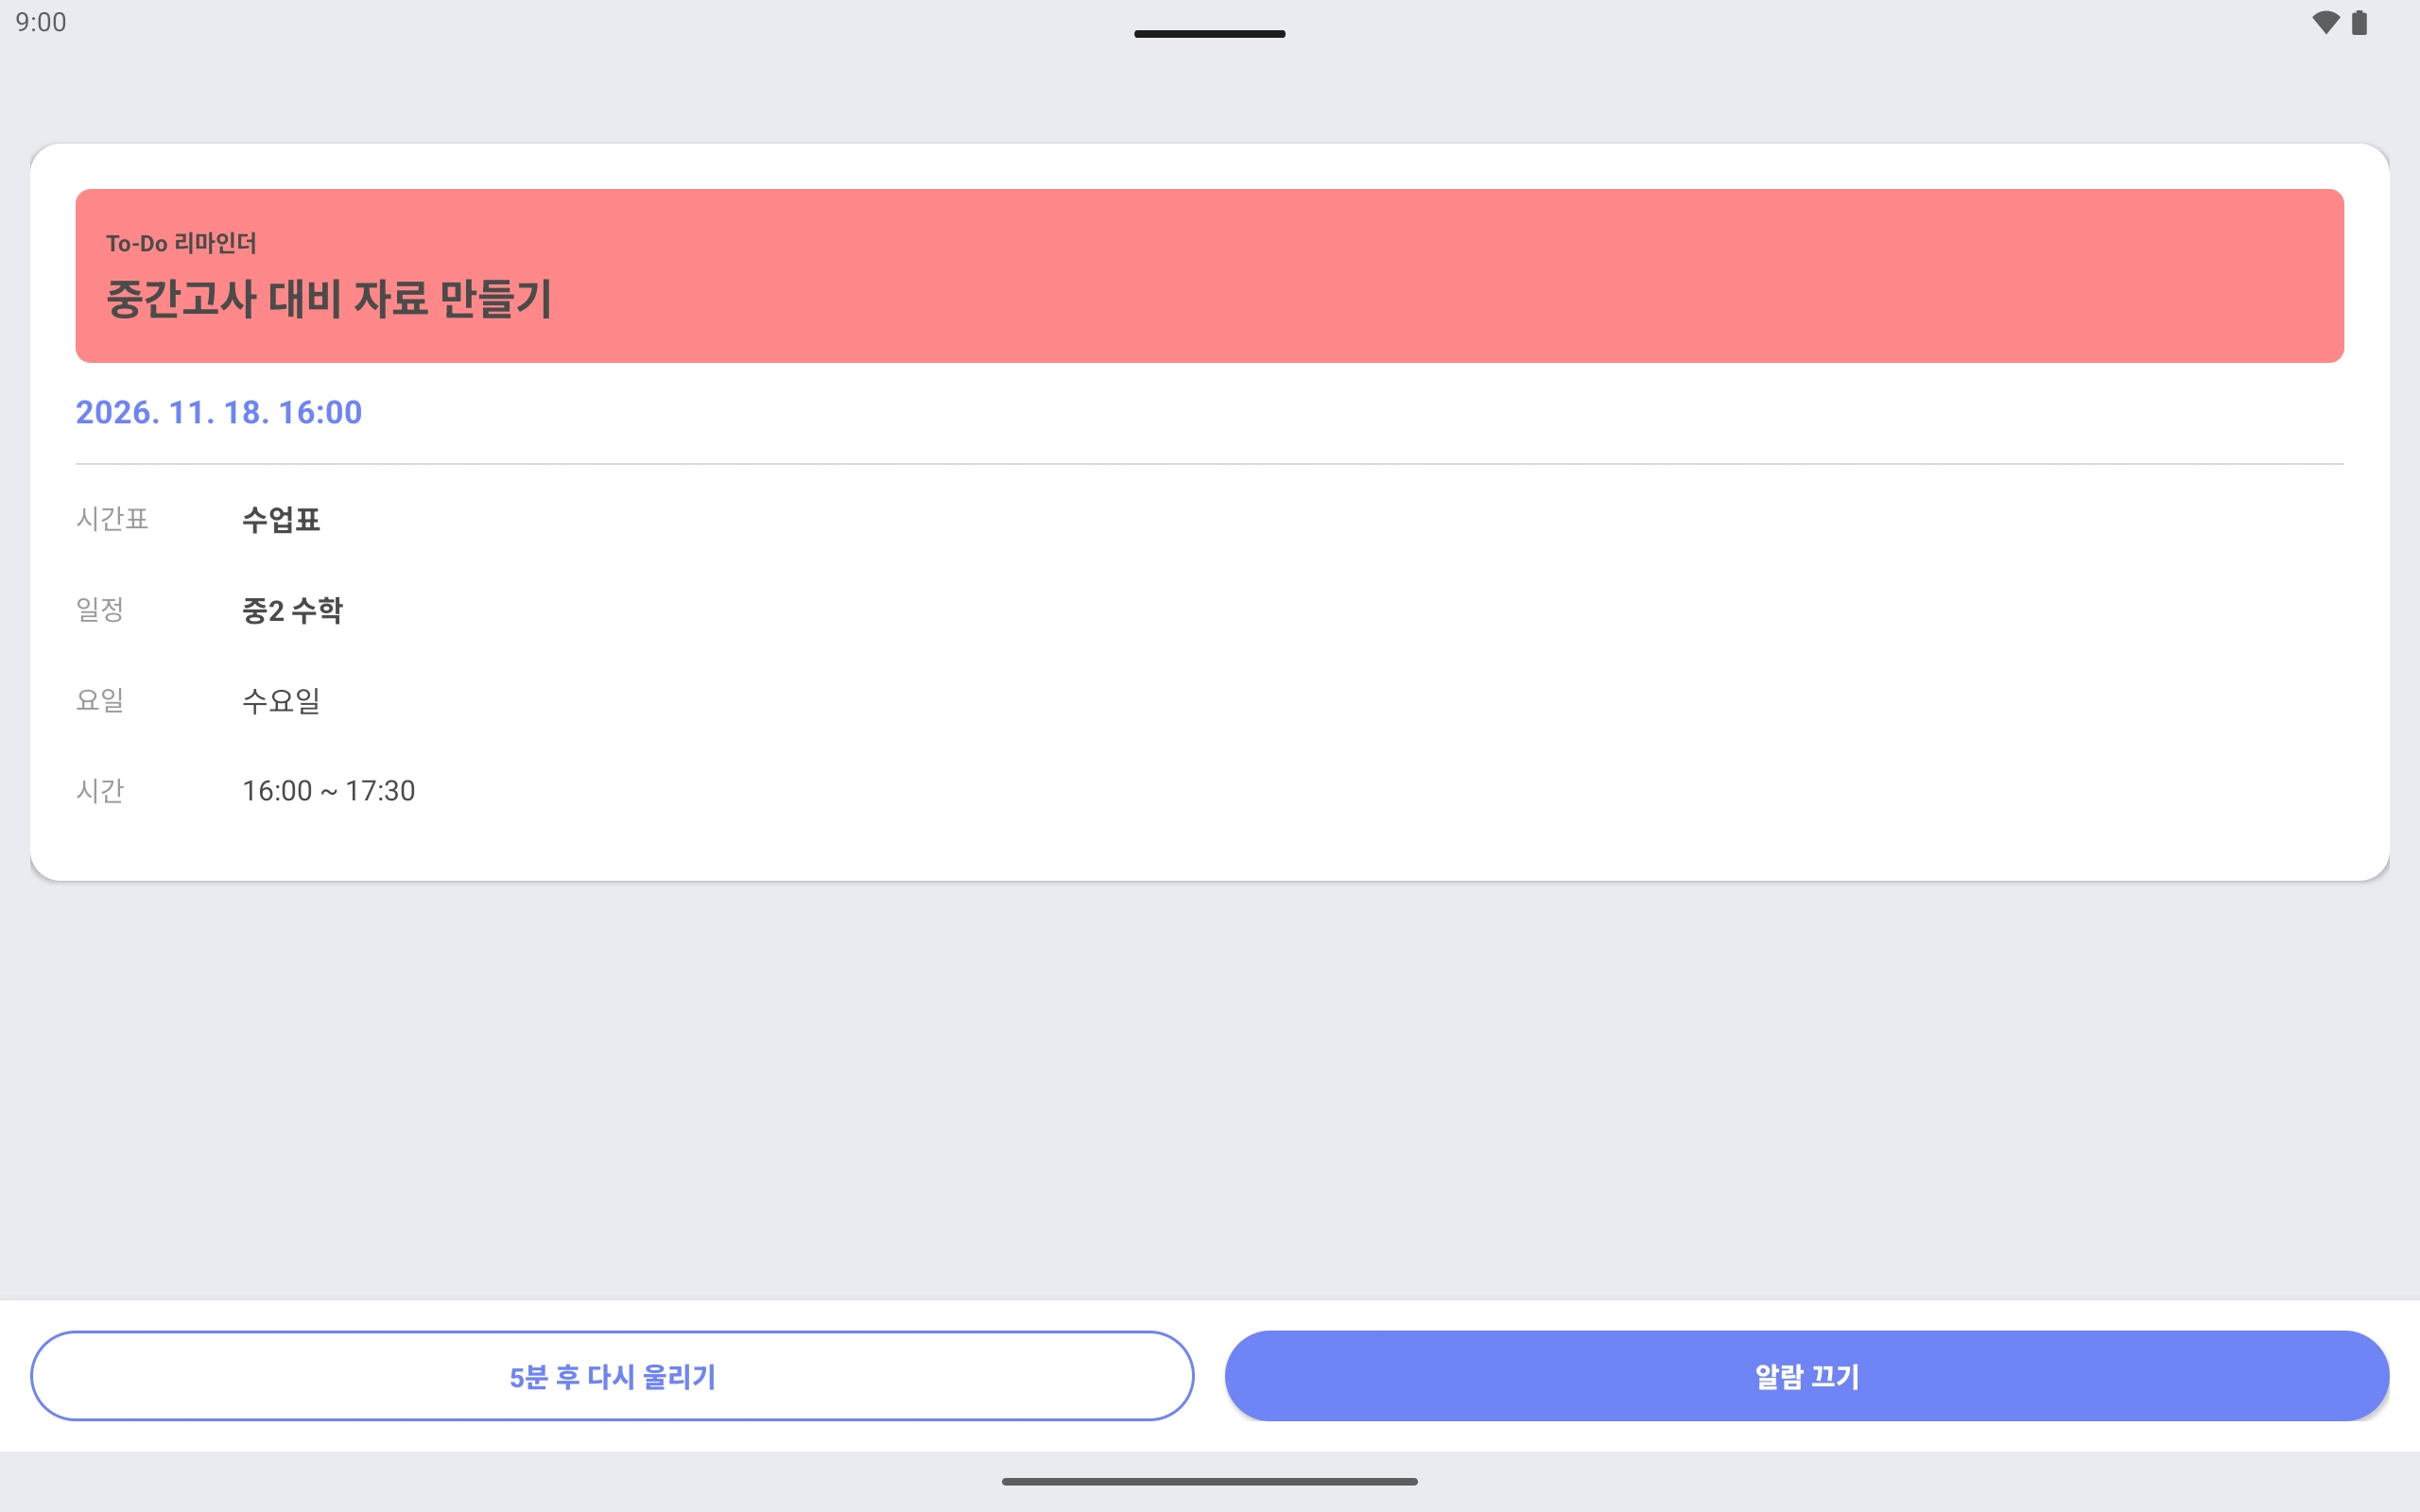 9:00
To-Do 리마인더
중간고사 대비 자료 만들기
2026. 11. 18. 16:00
시간표 수업표
일정 중2 수학
요일 수요일
시간 16:00 ~ 17:30
5분 후 다시 울리기
알람 끄기